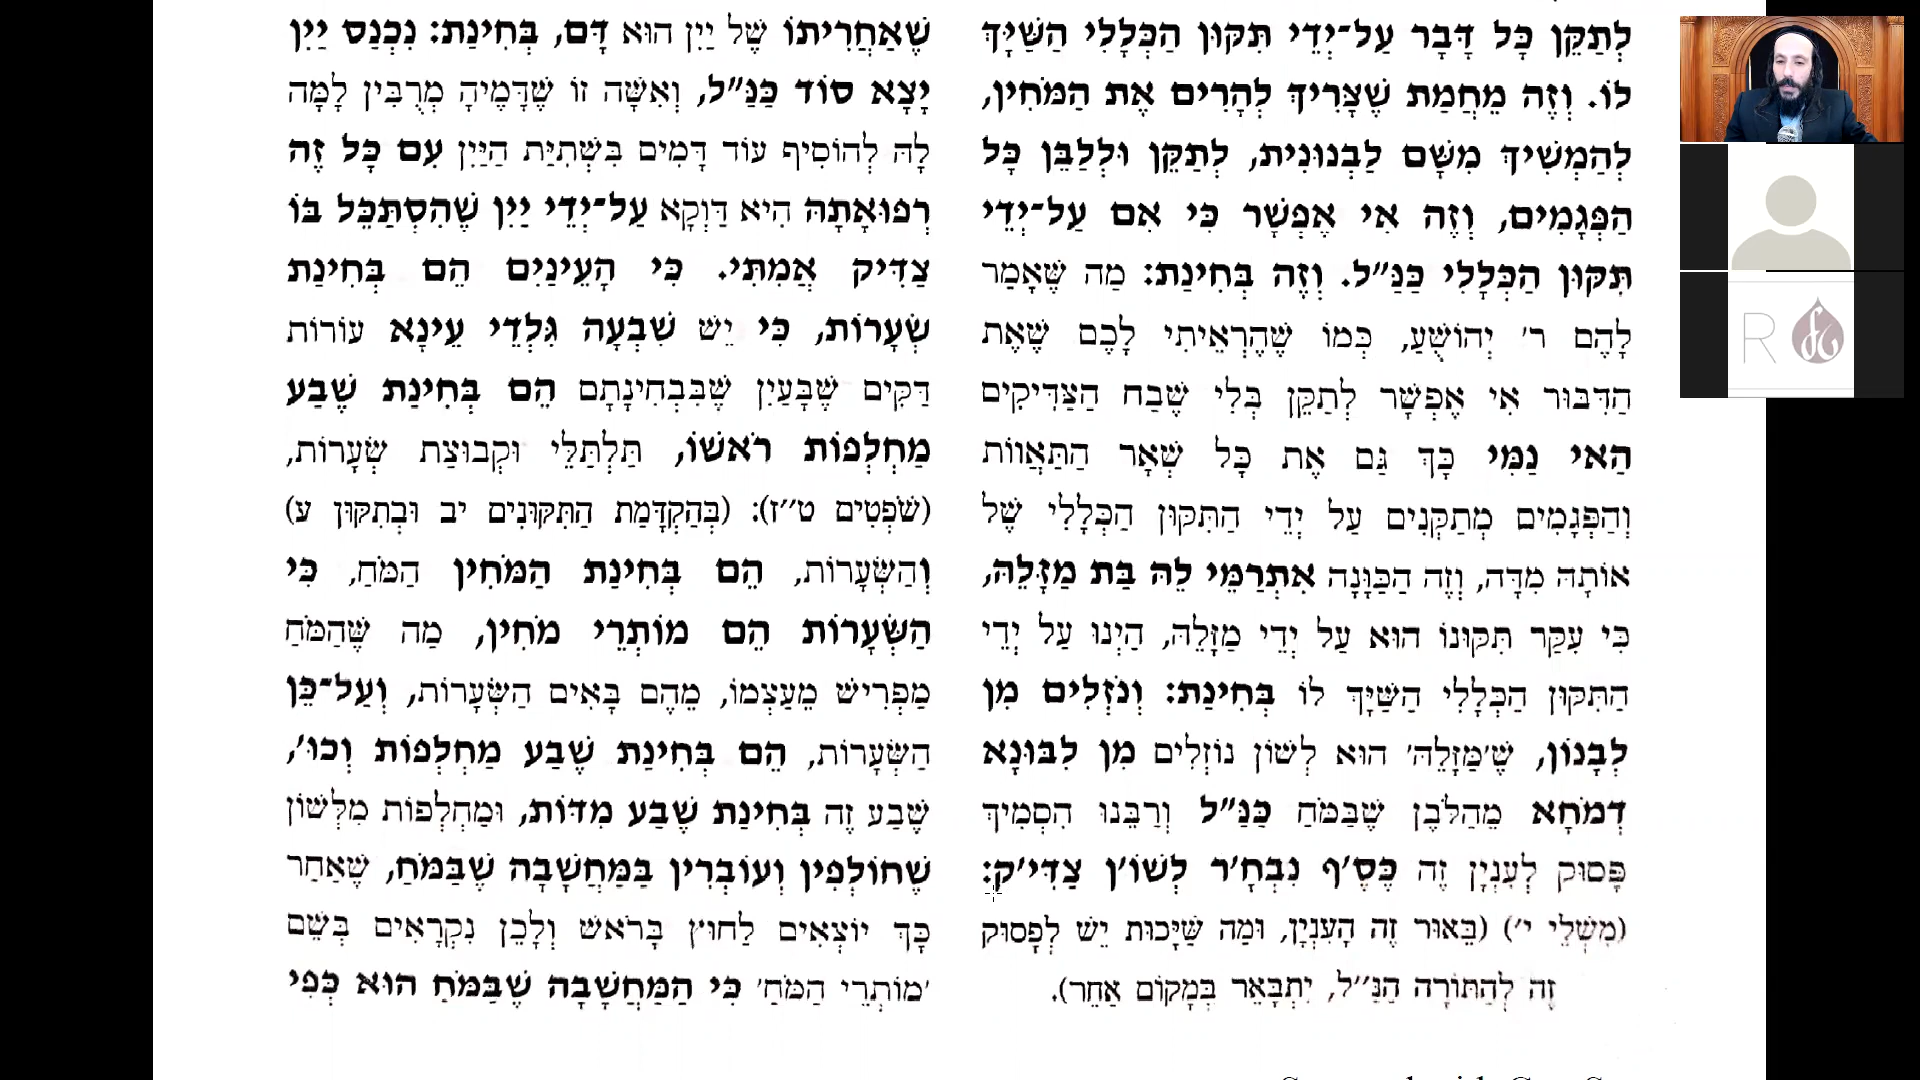 לְתַקֵּן כָּל דָּבָר עַל־יְדֵי תִּקּוּן הַכְּלָלִי הַשַּׁיָּךְ
לוֹ. וְזֶה מֵחֲמַת שֶׁצָּרִיךְ לְהָרִים אֶת הַמֹּחִין,
לְהַמְשִׁיךְ מִשָּׁם לַבְנוּנִית, לְתַקֵּן וּלְלַבֵּן כָּל
הַפְּגָמִים, וְזֶה אִי אֶפְשָׁר כִּי אִם עַל־יְדֵי
תִּקּוּן הַכְּלָלִי כַּנַּ״ל. וְזֶה בְּחִינַת: מַה שֶּׁאָמַר
לָהֶם ר׳ יְהוֹשֻׁעַ, כְּמוֹ שֶׁהֶרְאֵיתִי לָכֶם שֶׁאֶת
הַדִּבּוּר אִי אֶפְשָׁר לְתַקֵּן בְּלִי שֶׁבַח הַצַּדִּיקִים
הַאי נַמִּי כָּךְ גַּם אֶת כָּל שְׁאָר הַתַּאֲווֹת
וְהַפְּגָמִים מְתַקְּנִים עַל יְדֵי הַתִּקּוּן הַכְּלָלִי שֶׁל
אוֹתָהּ מִדָּה, וְזֶה הַכַּוָּנָה אִתְרַמֵּי לֵהּ בַּת מַזָּלֵהּ,
כִּי עִקַּר תִּקּוּנוֹ הוּא עַל יְדֵי מַזָּלֵהּ, הַיְנוּ עַל יְדֵי
הַתִּקּוּן הַכְּלָלִי הַשַּׁיָּךְ לוֹ בְּחִינַת: וְנֹזְלִים מִן
לְבָנוֹן, שֶׁ׳מַּזָּלֵהּ׳ הוּא לְשׁוֹן נוֹזְלִים מִן לִבּוּנָא
דְמֹחָא מֵהַלֹּבֶן שֶׁבַּמֹּחַ כַּנַּ״ל וְרַבֵּנוּ הִסְמִיךְ
פָּסוּק לְעִנְיָן זֶה כֶּסֶ׳ף נִבְחָ׳ר לְשׁוֹ׳ן צַדִּי׳ק:
(מִשְׁלֵי י׳) (בֵּאוּר זֶה הָעִנְיָן, וּמַה שַּׁיָּכוּת יֵשׁ לְפָסוּק
זֶה לְהַתּוֹרָה הַנַּ״ל, יִתְבָּאֵר בְּמָקוֹם אַחֵר).
שֶׁאַחֲרִיתוֹ שֶׁל יַיִן הוּא דָּם, בְּחִינַת: נִכְנַס יַיִן
יָצָא סוֹד כַּנַּ״ל, וְאִשָּׁה זוֹ שֶׁדָּמֶיהָ מְרֻבִּין לָמָּה
לָהּ לְהוֹסִיף עוֹד דָּמִים בִּשְׁתִיַּת הַיַּיִן עִם כָּל זֶה
רְפוּאָתָהּ הִיא דַּוְקָא עַל־יְדֵי יַיִן שֶׁהִסְתַּכֵּל בּוֹ
צַדִּיק אֲמִתִּי. כִּי הָעֵינַיִם הֵם בְּחִינַת
שְׂעָרוֹת, כִּי יֵשׁ שִׁבְעָה גִּלְדֵי עֵינָא עוֹרוֹת
דַּקִּים שֶׁבָּעַיִן שֶׁבִּבְחִינָתָם הֵם בְּחִינַת שֶׁבַע
מַחְלְפוֹת רֹאשׁוֹ, תַּלְתַּלֵּי וּקְבוּצַת שְׂעָרוֹת,
(שֹׁפְטִים ט״ז): (בְּהַקְדָּמַת הַתִּקּוּנִים יב וּבְתִקּוּן ע)
וְהַשְּׂעָרוֹת, הֵם בְּחִינַת הַמֹּחִין הַמֹּחַ, כִּי
הַשְּׂעָרוֹת הֵם מוֹתְרֵי מֹחִין, מַה שֶּׁהַמֹּחַ
מַפְרִישׁ מֵעַצְמוֹ, מֵהֶם בָּאִים הַשְּׂעָרוֹת, וְעַל־כֵּן
הַשְּׂעָרוֹת, הֵם בְּחִינַת שֶׁבַע מַחְלְפוֹת וְכוּ׳,
שֶׁבַע זֶה בְּחִינַת שֶׁבַע מִדּוֹת, וּמַחְלְפוֹת מִלְּשׁוֹן
שֶׁחוֹלְפִין וְעוֹבְרִין בַּמַּחֲשָׁבָה שֶׁבַּמֹּחַ, שֶׁאַחַר
כָּךְ יוֹצְאִים לַחוּץ בָּרֹאשׁ וְלָכֵן נִקְרָאִים בְּשֵׁם
׳מוֹתְרֵי הַמֹּחַ׳ כִּי הַמַּחֲשָׁבָה שֶׁבַּמֹּחַ הוּא כְּפִי